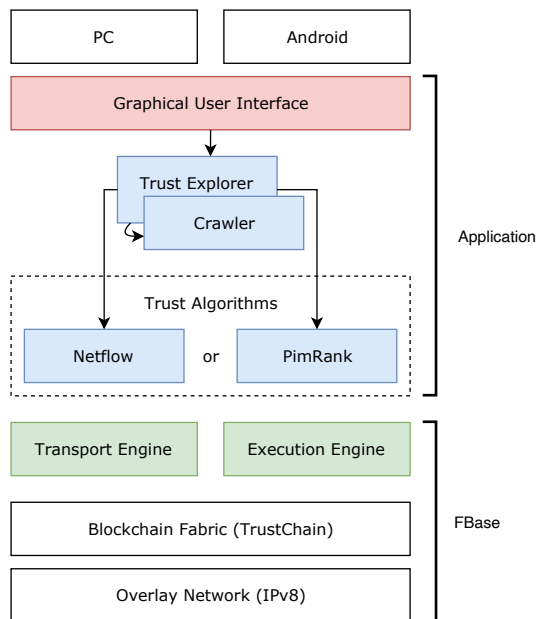 PC
Android
Graphical User Interface
Trust Explorer
Crawler
Application
Trust Algorithms
Netflow
or
PimRank
Transport Engine
Execution Engine
FBase
Blockchain Fabric (TrustChain)
Overlay Network (IPv8)